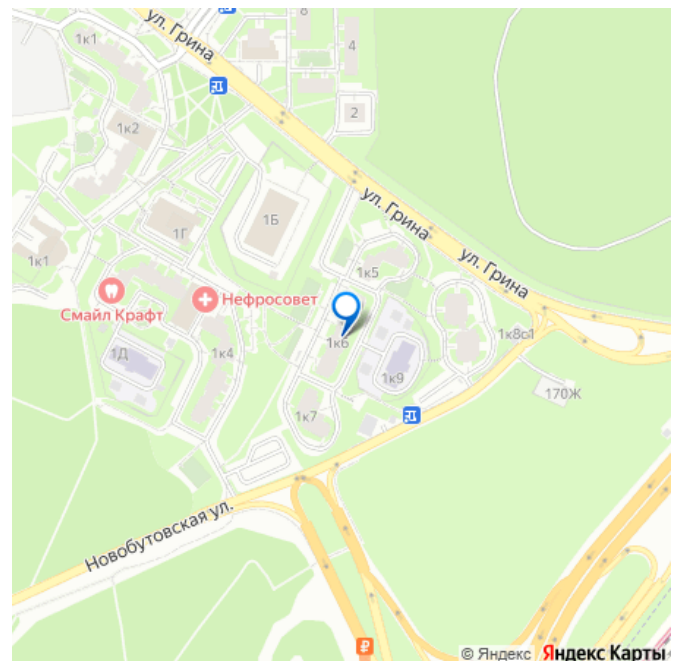 ул. Грина
8
1к1
4
2
1к2
ул. Грина
1Б
1Г
ул. Грина
1к1
1к5
Нефросовет
Смайл Крафт
1к8с1
1к6
1Д
1к4
1к9
170Ж
1к7
Новобутовская ул.
© Яндекс Яндекс Карты